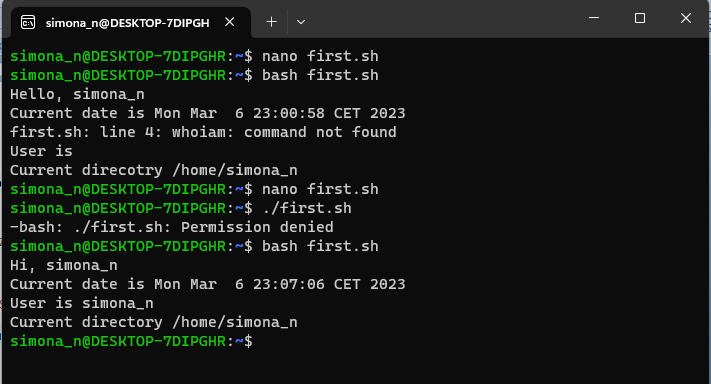 simona_n@DESKTOP-7DIPGH
simona_n@DESKTOP-7DIPGHR:~$ nano first.sh
simona_n@DESKTOP-7DIPGHR:~$ bash first.sh
Hello, simona_n
Current date is Mon Mar  6 23:00:58 CET 2023
first.sh: line 4: whoiam: command not found
User is
Current direcotry /home/simona_n
simona_n@DESKTOP-7DIPGHR:~$ nano first.sh
simona_n@DESKTOP-7DIPGHR:~$ ./first.sh
-bash: ./first.sh: Permission denied
simona_n@DESKTOP-7DIPGHR:~$ bash first.sh
Hi, simona_n
Current date is Mon Mar  6 23:07:06 CET 2023
User is simona_n
Current directory /home/simona_n
simona_n@DESKTOP-7DIPGHR:~$